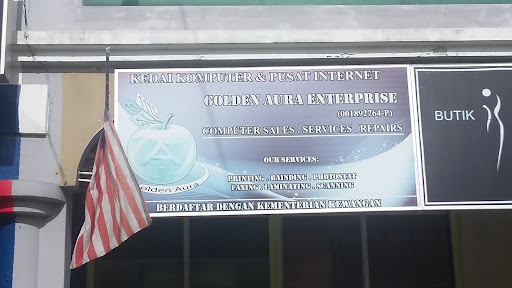 KEDAI KOMPUTER & PUSAT INTERNET
GOLDEN AURA ENTERPRISE
(001892764-P)
COMPUTER SALES . SERVICES . REPAIRS
OUR SERVICES:
PRINTING . BAINDING . PHOTOSTAT
FAXING . LAMINATING . SCANNING
BERDAFTAR DENGAN KEMENTERIAN KEWANGAN
Golden Aura
BUTIK